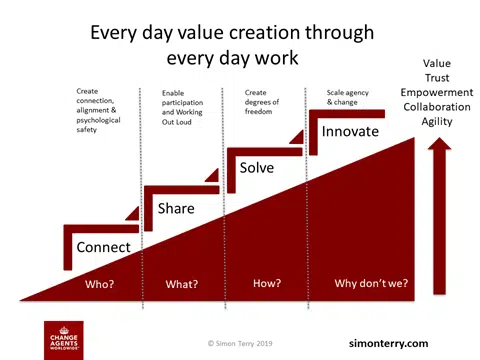 Every day value creation through
every day work
Value
Trust
Empowerment
Collaboration
Agility
Create
connection,
alignment &
psychological
safety
Enable
participation
and Working
Out Loud
Create
degrees of
freedom
Scale agency
& change
Connect
Share
Solve
Innovate
Who?
What?
How?
Why don't we?
CHANGE
AGENTS
WORLDWIDE
© Simon Terry 2019
simonterry.com